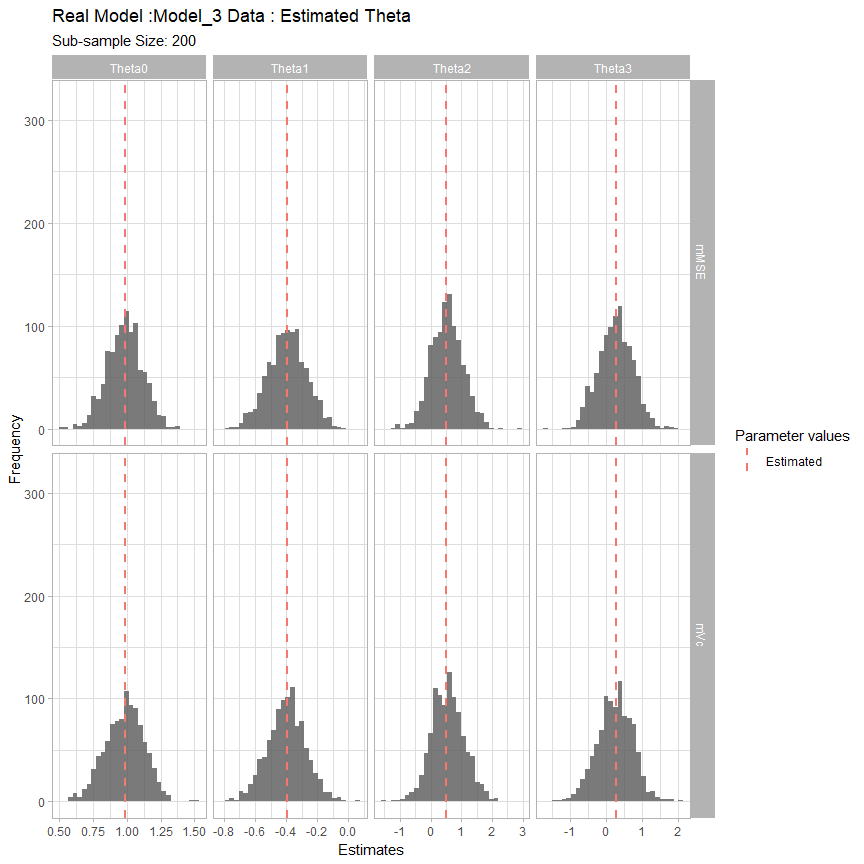 Real Model :Model_3 Data : Estimated Theta
Sub-sample Size: 200
Theta0 Theta1 Theta2 Theta3
300
200
100
0
mMSE
300
200
100
0
mVc
Frequency
0.50 0.75 1.00 1.25 1.50 -0.8 -0.6 -0.4 -0.2 0.0 -1 0 1 2 3 -1 0 1 2
Estimates
Parameter values
Estimated